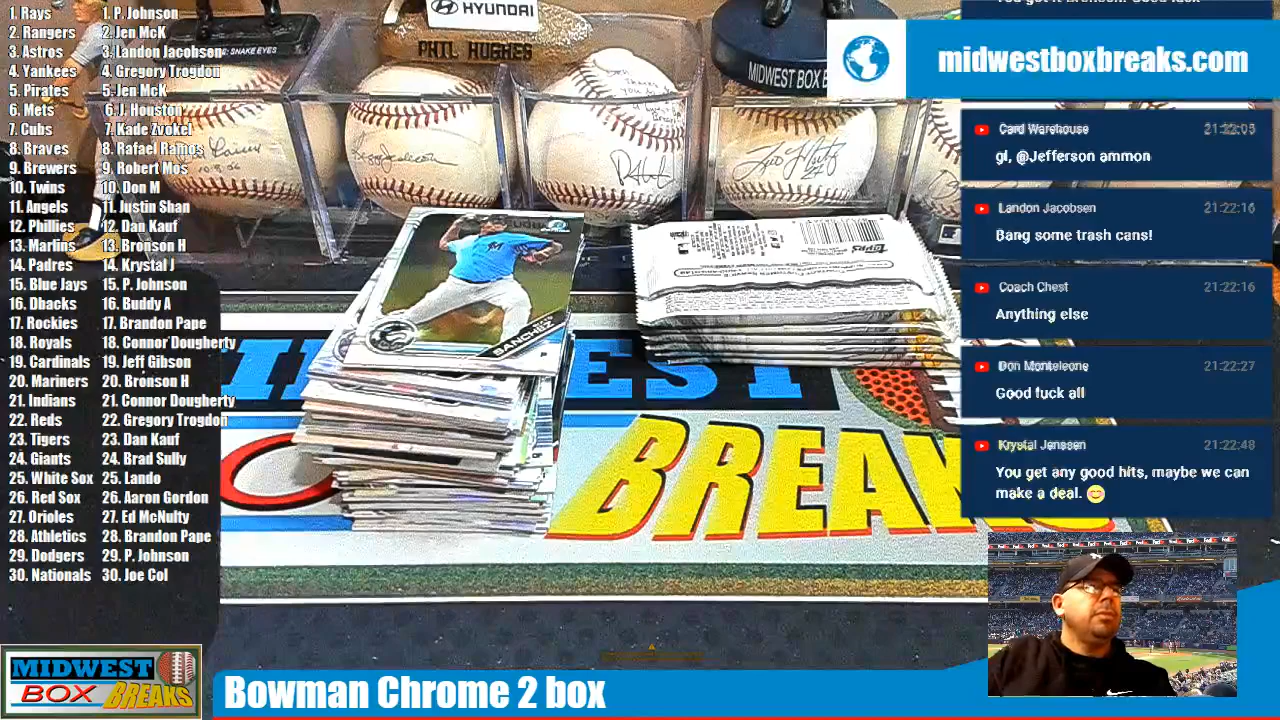 1. Rays 1. P. Johnson
2. Rangers 2. Jen McK
3. Astros 3. Landon Jacobsen
4. Yankees 4. Gregory Trogdon
5. Pirates 5. Jen McK
6. Mets 6. J. Houston
7. Cubs 7. Kade Zvokel
8. Braves 8. Rafael Ramos
9. Brewers 9. Robert Mos
10. Twins 10. Don M
11. Angels 11. Justin Shan
12. Phillies 12. Dan Kauf
13. Marlins 13. Bronson H
14. Padres 14. Krystal J
15. Blue Jays 15. P. Johnson
16. Dbacks 16. Buddy A
17. Rockies 17. Brandon Pape
18. Royals 18. Connor Dougherty
19. Cardinals 19. Jeff Gibson
20. Mariners 20. Bronson H
21. Indians 21. Connor Dougherty
22. Reds 22. Gregory Trogdon
23. Tigers 23. Dan Kauf
24. Giants 24. Brad Sully
25. White Sox 25. Lando
26. Red Sox 26. Aaron Gordon
27. Orioles 27. Ed McNulty
28. Athletics 28. Brandon Pape
29. Dodgers 29. P. Johnson
30. Nationals 30. Joe Col
SNAKE EYES
HYUNDAI
PHIL HUGHES
MIDWEST BOX B
midwestboxbreaks.com
Card Warehouse 21:22:05
gl, @Jefferson ammon
Landon Jacobsen 21:22:16
Bang some trash cans!
Coach Chest 21:22:16
Anything else
Don Monteleone 21:22:27
Good fuck all
Krystal Jenssen 21:22:48
You get any good hits, maybe we can
make a deal. 😊
SANCHEZ
Topps
EST
BREAK
MIDWEST
BOX BREAKS
Bowman Chrome 2 box